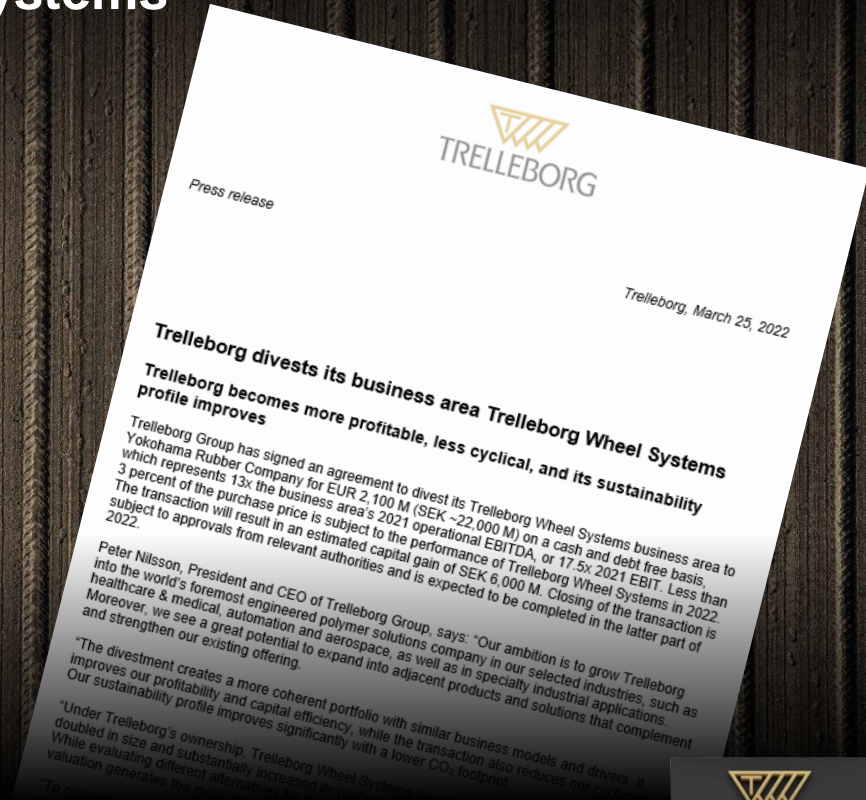 TRELLEBORG
Press release
Trelleborg, March 25, 2022
Trelleborg divests its business area Trelleborg Wheel Systems
Trelleborg becomes more profitable, less cyclical, and its sustainability
profile improves
Trelleborg Group has signed an agreement to divest its Trelleborg Wheel Systems business area to
Yokohama Rubber Company for EUR 2,100 M (SEK ~22,000 M) on a cash and debt free basis,
which represents 13x the business area's 2021 operational EBITDA, or 17.5x 2021 EBIT. Less than
3 percent of the purchase price is subject to the performance of Trelleborg Wheel Systems in 2022.
The transaction will result in an estimated capital gain of SEK 6,000 M. Closing of the transaction is
subject to approvals from relevant authorities and is expected to be completed in the latter part of
2022.
Peter Nilsson, President and CEO of Trelleborg Group, says: “Our ambition is to grow Trelleborg
into the world's foremost engineered polymer solutions company in our selected industries, such as
healthcare & medical, automation and aerospace, as well as in specialty industrial applications.
Moreover, we see a great potential to expand into adjacent products and solutions that complement
and strengthen our existing offering.
“The divestment creates a more coherent portfolio with similar business models and drivers. It
improves our profitability and capital efficiency, while the transaction also reduces our
Our sustainability profile improves significantly with a lower CO₂ footprint.
“Under Trelleborg's ownership, Trelleborg Wheel Systems
doubled in size and substantially increased its
While evaluating different alternatives
valuation generates the